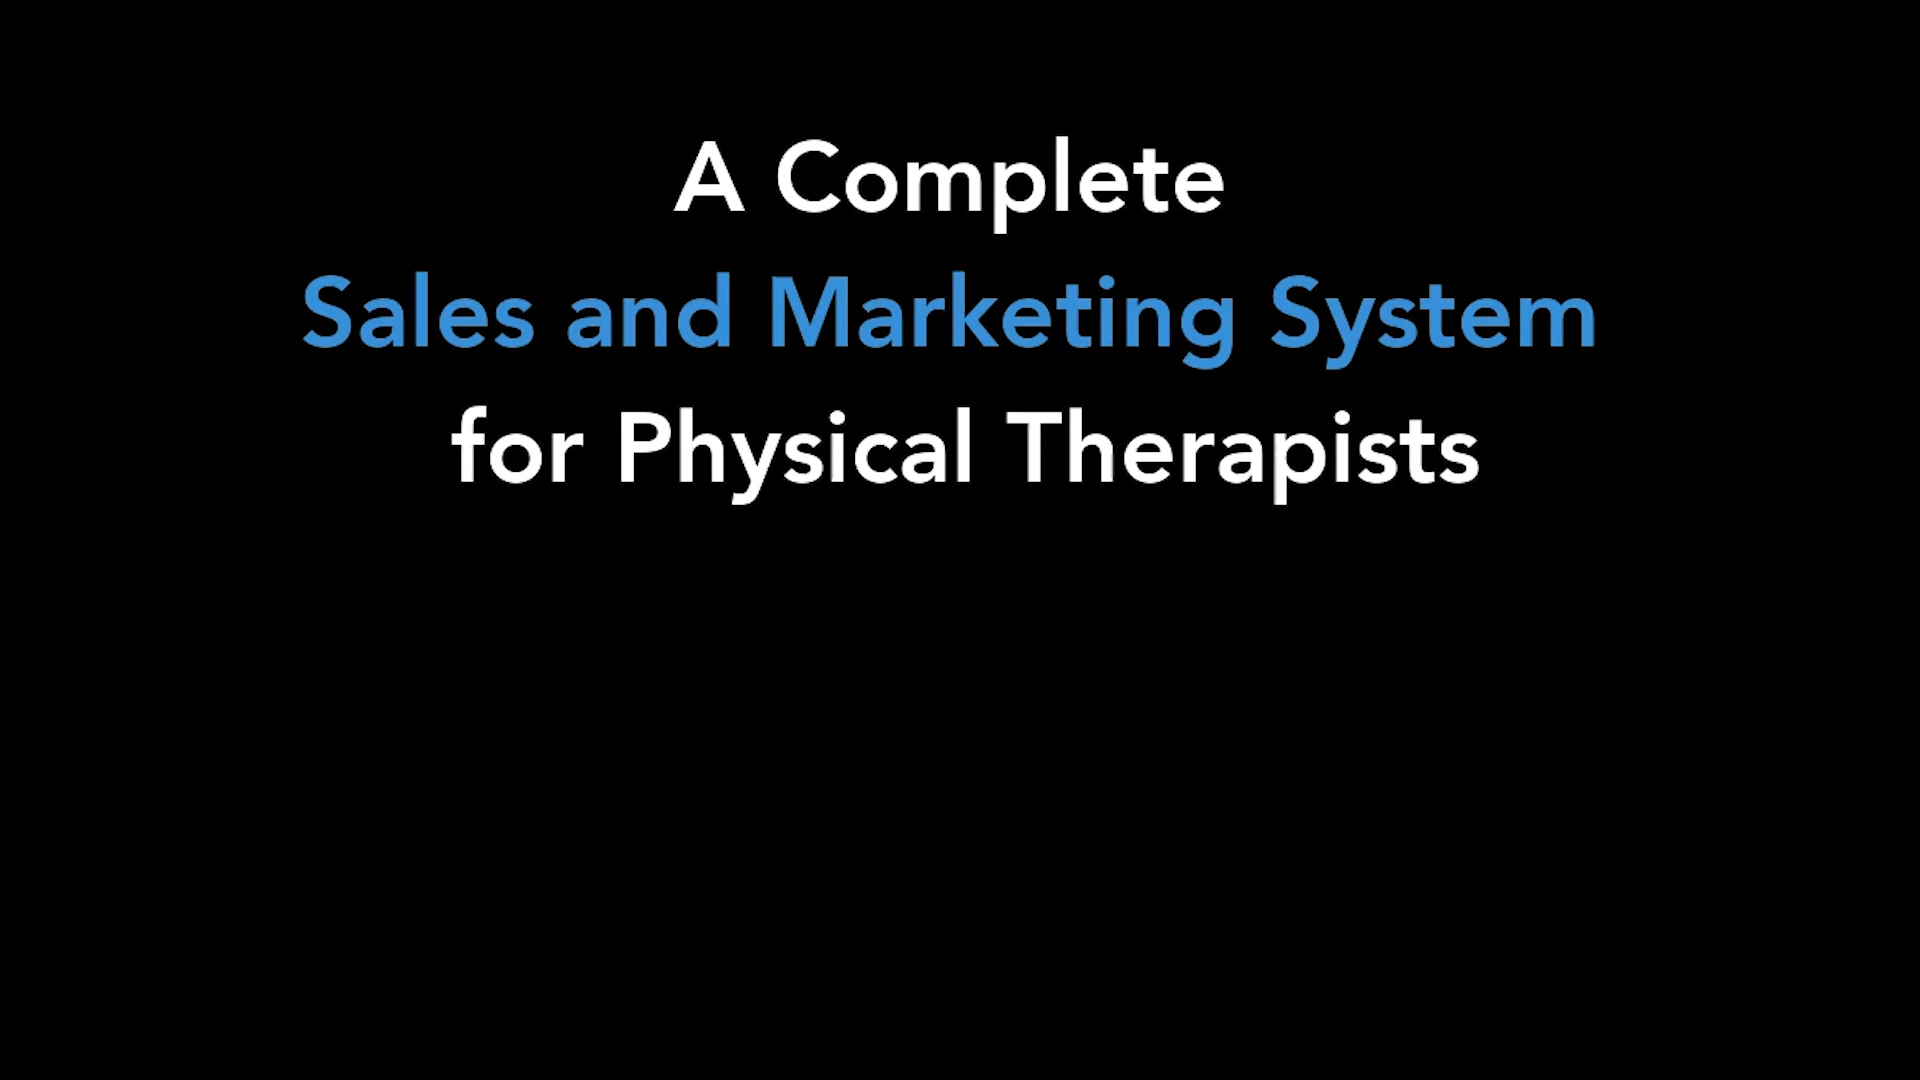 A Complete
Sales and Marketing System
for Physical Therapists